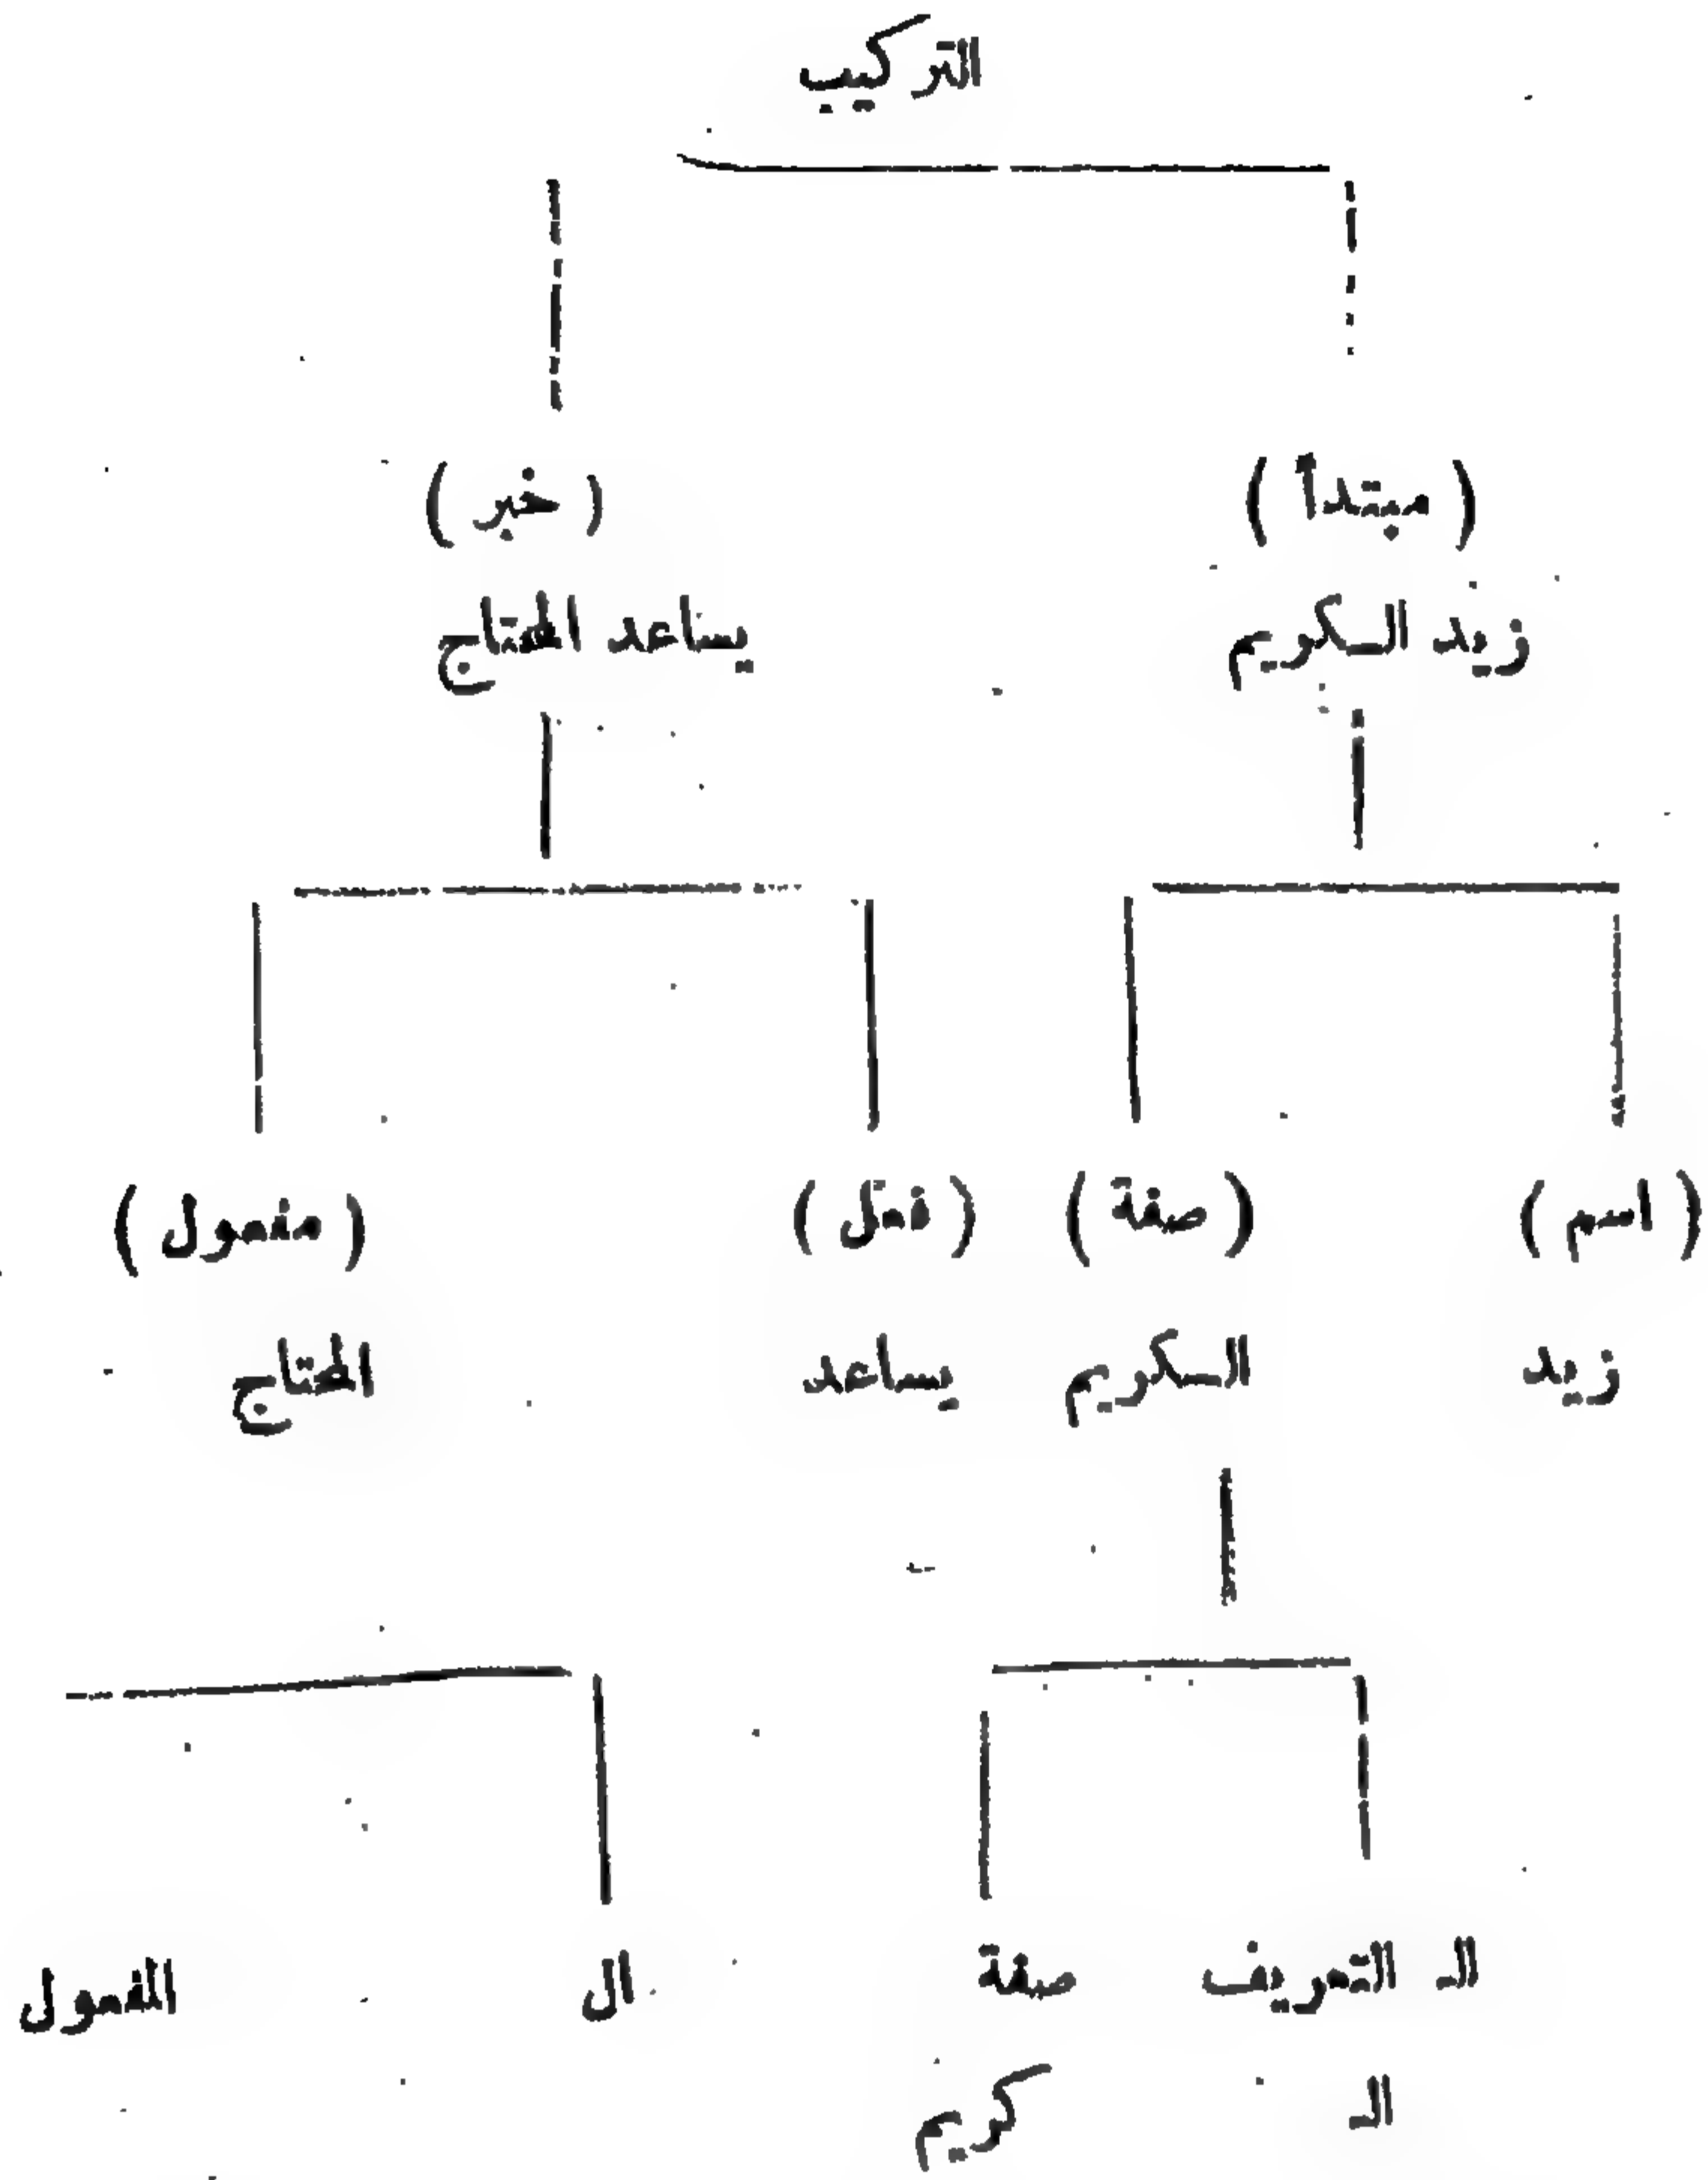 التركيب
( مبتدأ ) ( خبر )
زيد الكريم يساعد المحتاج
( اسم ) ( صفة ) ( فعل ) ( مفعول )
زيد الكريم يساعد المحتاج
الـ التعريف صفة ال المفعول
الـ كريم